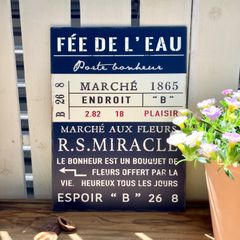 FÉE DE L'EAU
Porte bonheur
B 26 8
MARCHÉ 1865
ENDROIT "B"
2.82 18 PLAISIR
MARCHÉ AUX FLEURS
R.S.MIRACLE
LE BONHEUR EST UN BOUQUET DE
FLEURS OFFERT PAR LA
VIE. HEUREUX TOUS LES JOURS
ESPOIR "B" 26 8